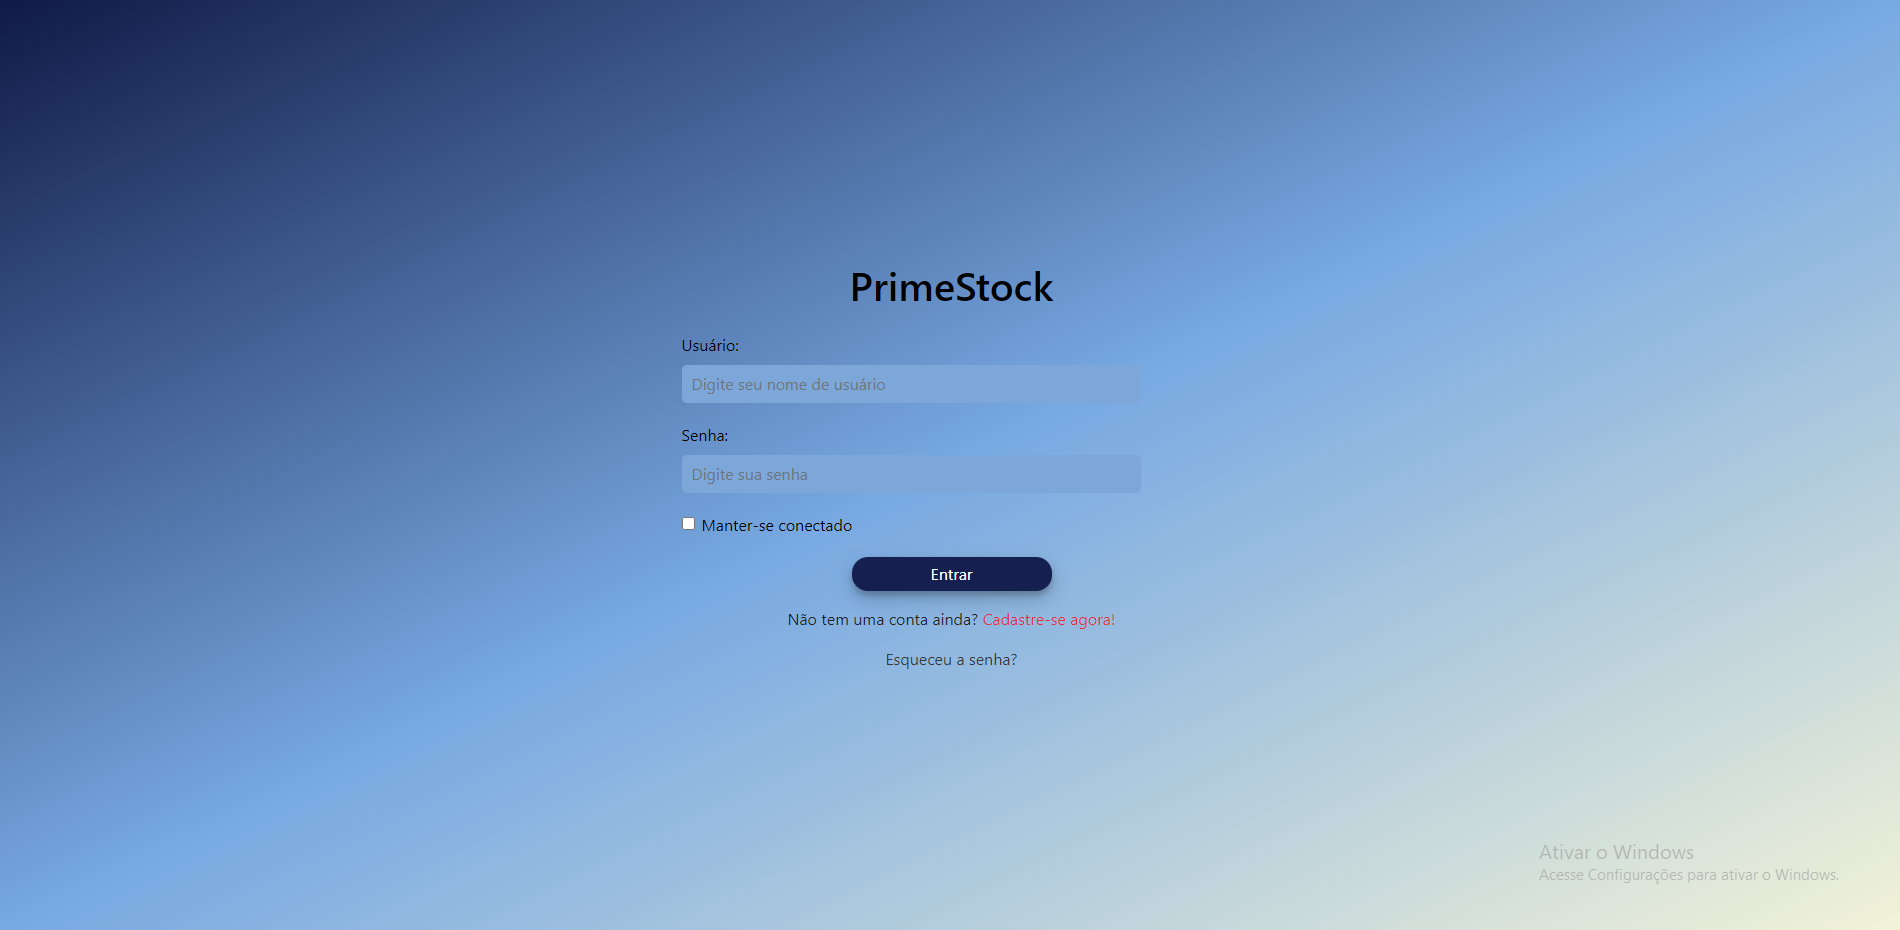 PrimeStock
Usuário:
Digite seu nome de usuário
Senha:
Digite sua senha
Manter-se conectado
Entrar
Não tem uma conta ainda? Cadastre-se agora!
Esqueceu a senha?
Ativar o Windows
Acesse Configurações para ativar o Windows.